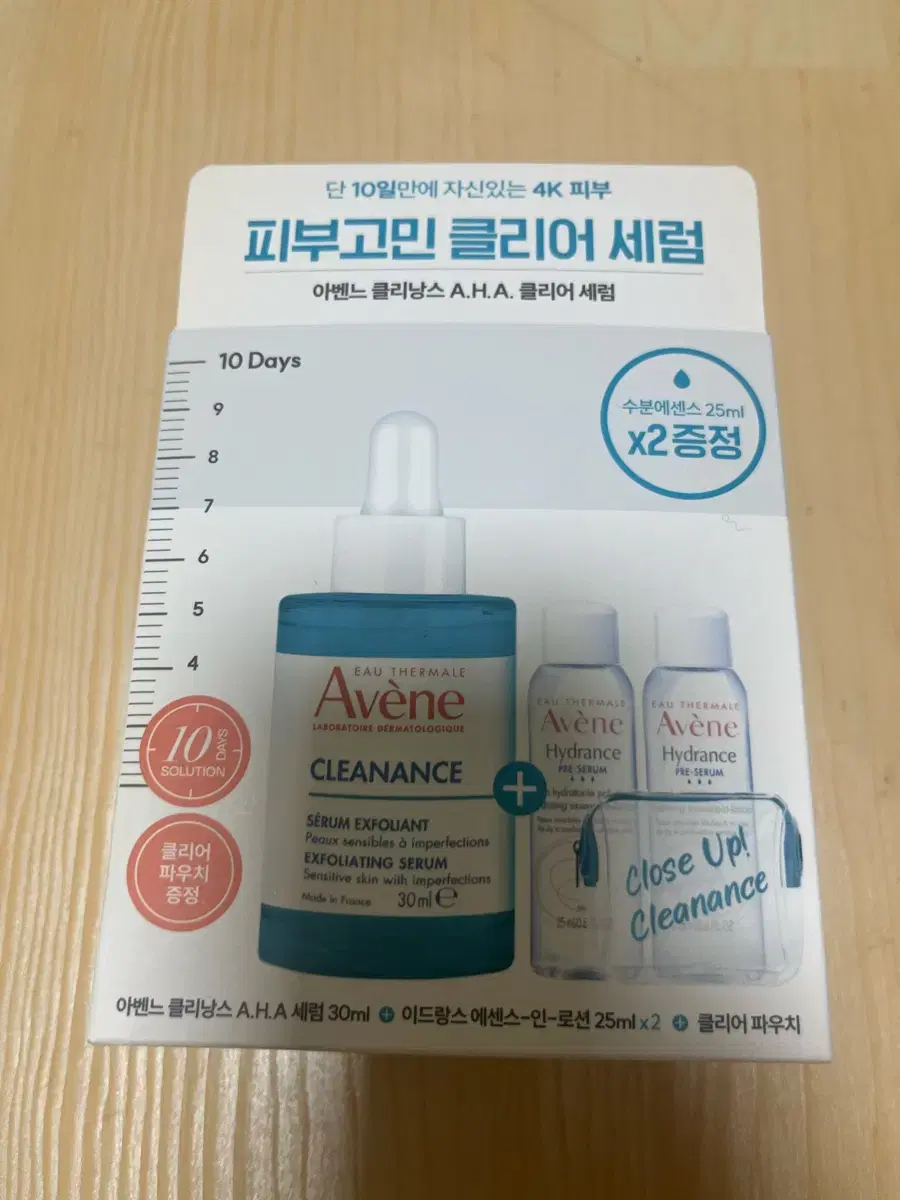 단 10일만에 자신있는 4K 피부
피부고민 클리어 세럼
아벤느 클리낭스 A.H.A. 클리어 세럼
10 Days
9
8
7
6
5
4
수분에센스 25ml
x2 증정
10 DAYS
SOLUTION
클리어
파우치
증정
EAU THERMALE
Avène
LABORATOIRE DERMATOLOGIQUE
CLEANANCE
SÉRUM EXFOLIANT
Peaux sensibles à imperfections
EXFOLIATING SERUM
Sensitive skin with imperfections
Made in France 30ml e
+
EAU THERMALE
Avène
Hydrance
PRE-SERUM
EAU THERMALE
Avène
Hydrance
PRE-SERUM
Close Up!
Cleanance
아벤느 클리낭스 A.H.A 세럼 30ml + 이드랑스 에센스-인-로션 25ml x 2 + 클리어 파우치